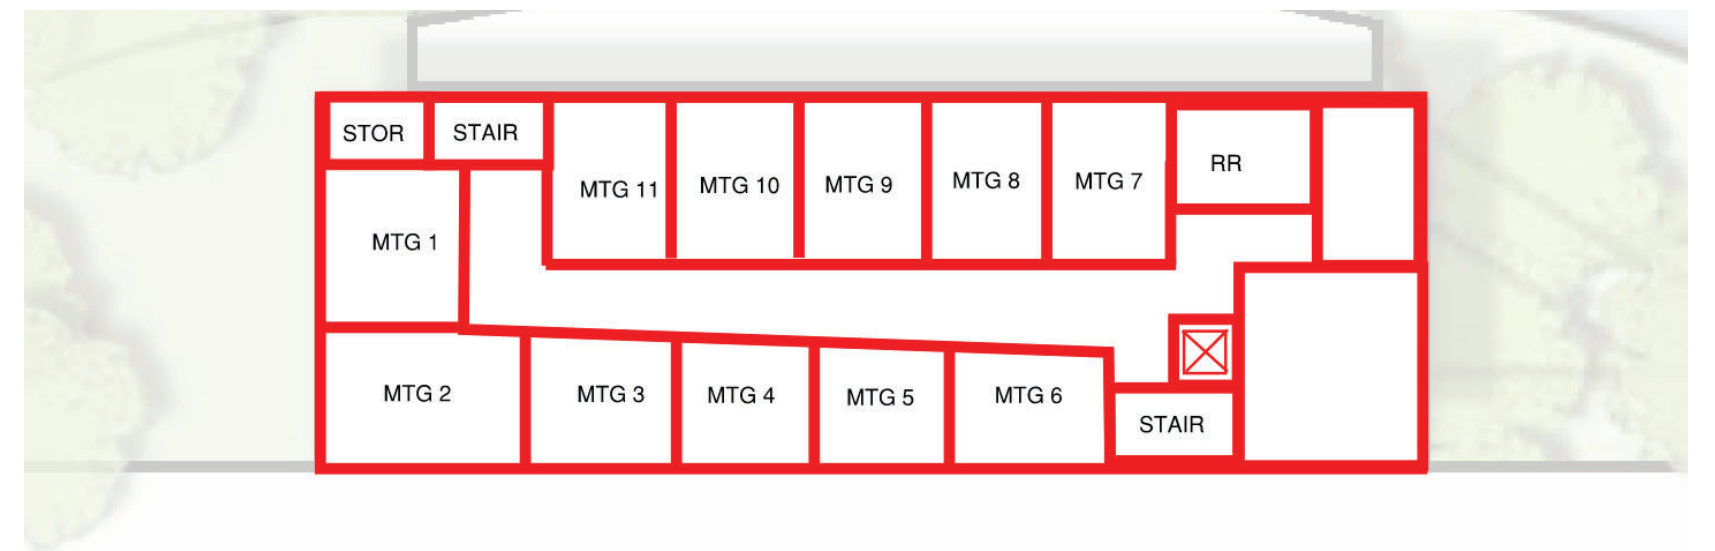 STOR
STAIR
MTG 11
MTG 10
MTG 9
MTG 8
MTG 7
RR
MTG 1
MTG 2
MTG 3
MTG 4
MTG 5
MTG 6
STAIR